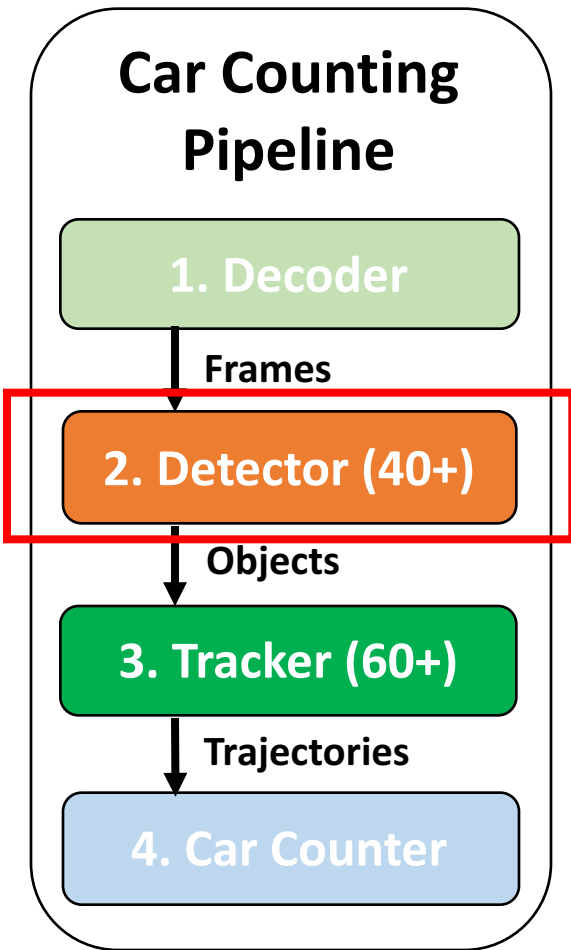 Car Counting
Pipeline
1. Decoder
Frames
2. Detector (40+)
Objects
3. Tracker (60+)
Trajectories
4. Car Counter